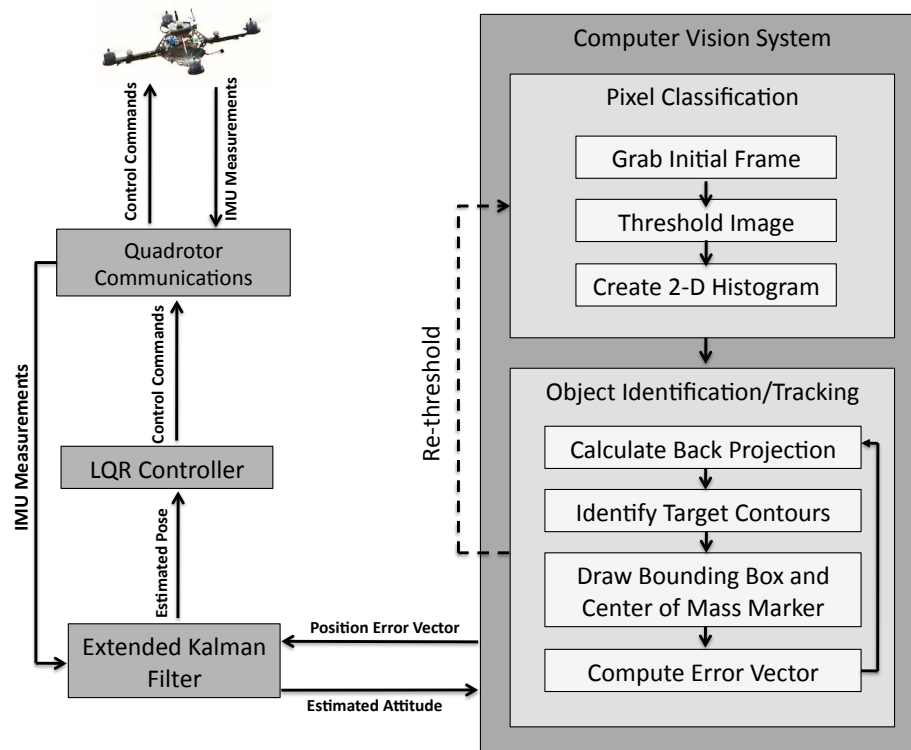 Computer Vision System
Pixel Classification
Grab Initial Frame
Threshold Image
Create 2-D Histogram
Object Identification/Tracking
Calculate Back Projection
Identify Target Contours
Draw Bounding Box and
Center of Mass Marker
Compute Error Vector
Re-threshold
Control Commands
IMU Measurements
Quadrotor
Communications
IMU Measurements
Control Commands
LQR Controller
Estimated Pose
Extended Kalman
Filter
Position Error Vector
Estimated Attitude